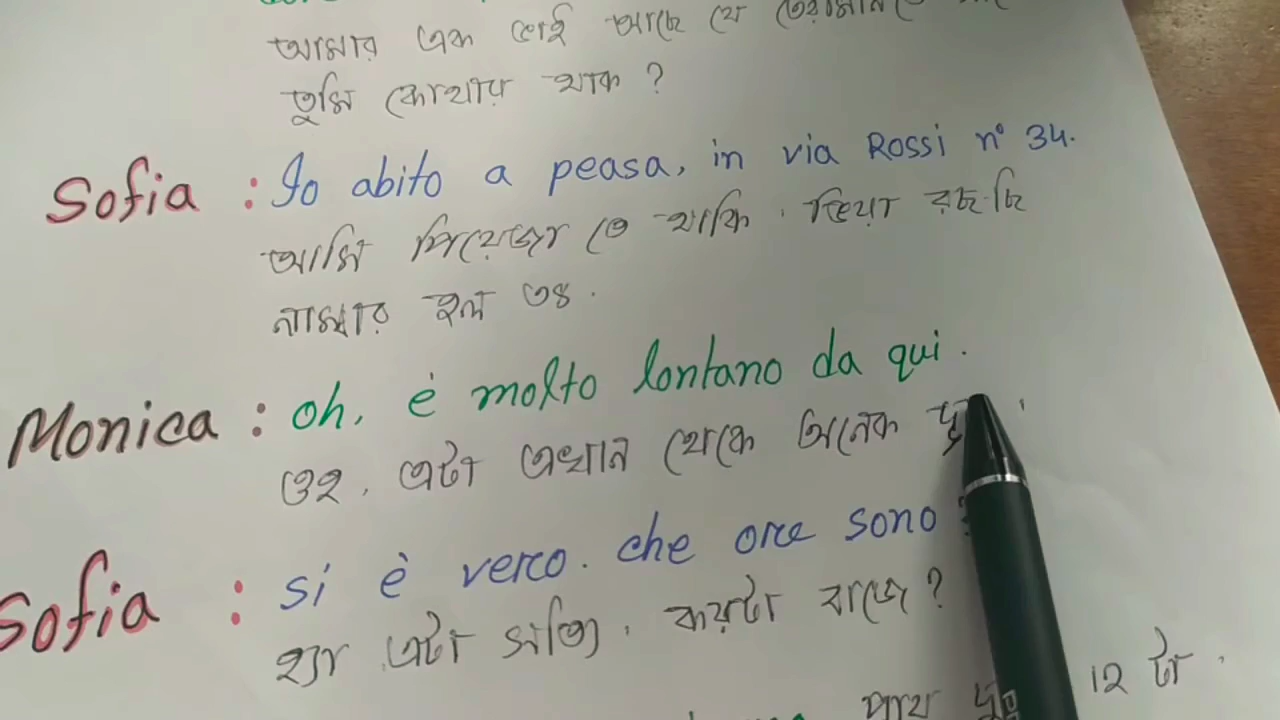 আমার এক ভাই আছে যে
তুমি কোথায় থাক ?
Sofia : Io abito a peasa, in via Rossi n° 34.
আমি পিয়েজা তে থাকি . ভিয়া রচ্ছি
নাম্বার হল ৩৪ .
Monica : oh, è molto lontano da qui .
ওহ . এটা এখান থেকে অনেক
Sofia : si è vero . che ore sono
হ্যা এটা সত্যি . কয়টা বাজে ?
12 টা .